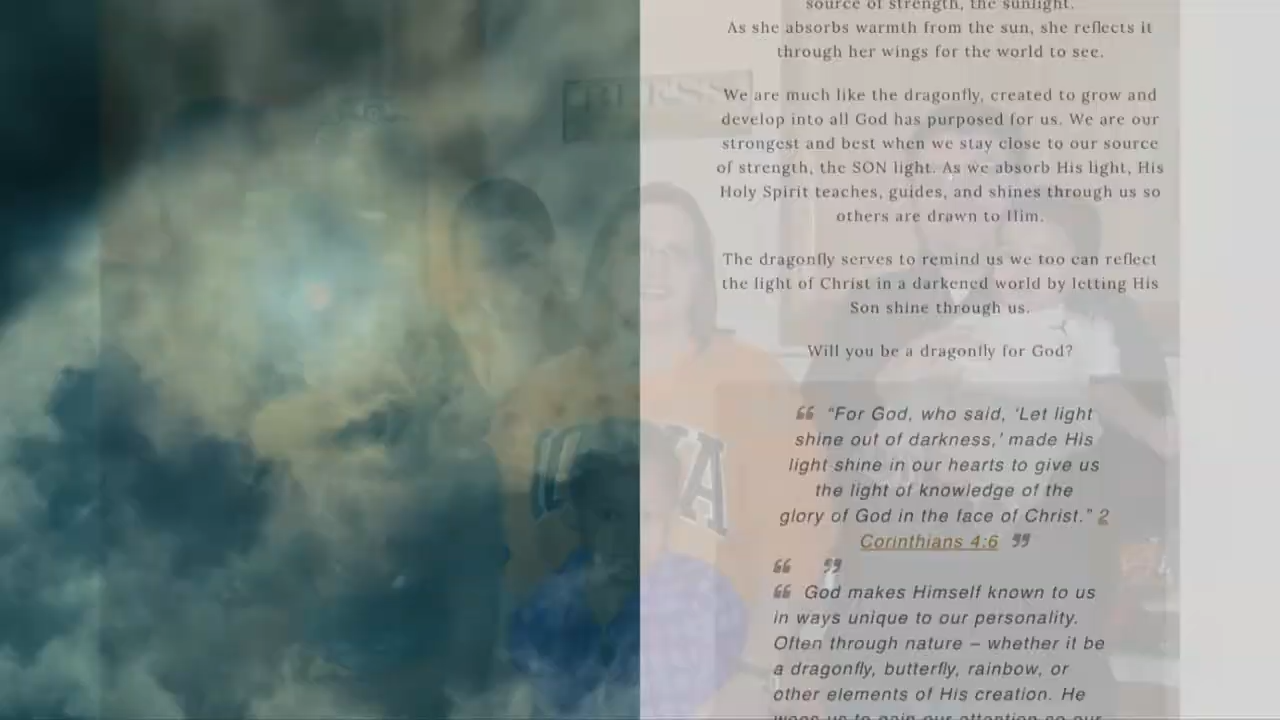 source of strength, the sunlight.
As she absorbs warmth from the sun, she reflects it
through her wings for the world to see.
We are much like the dragonfly, created to grow and
develop into all God has purposed for us. We are our
strongest and best when we stay close to our source
of strength, the SON light. As we absorb His light, His
Holy Spirit teaches, guides, and shines through us so
others are drawn to Him.
The dragonfly serves to remind us we too can reflect
the light of Christ in a darkened world by letting His
Son shine through us.
Will you be a dragonfly for God?
“ “For God, who said, ‘Let light
shine out of darkness,’ made His
light shine in our hearts to give us
the light of knowledge of the
glory of God in the face of Christ.” 2
Corinthians 4:6 ”
“ ”
“ God makes Himself known to us
in ways unique to our personality.
Often through nature – whether it be
a dragonfly, butterfly, rainbow, or
other elements of His creation. He